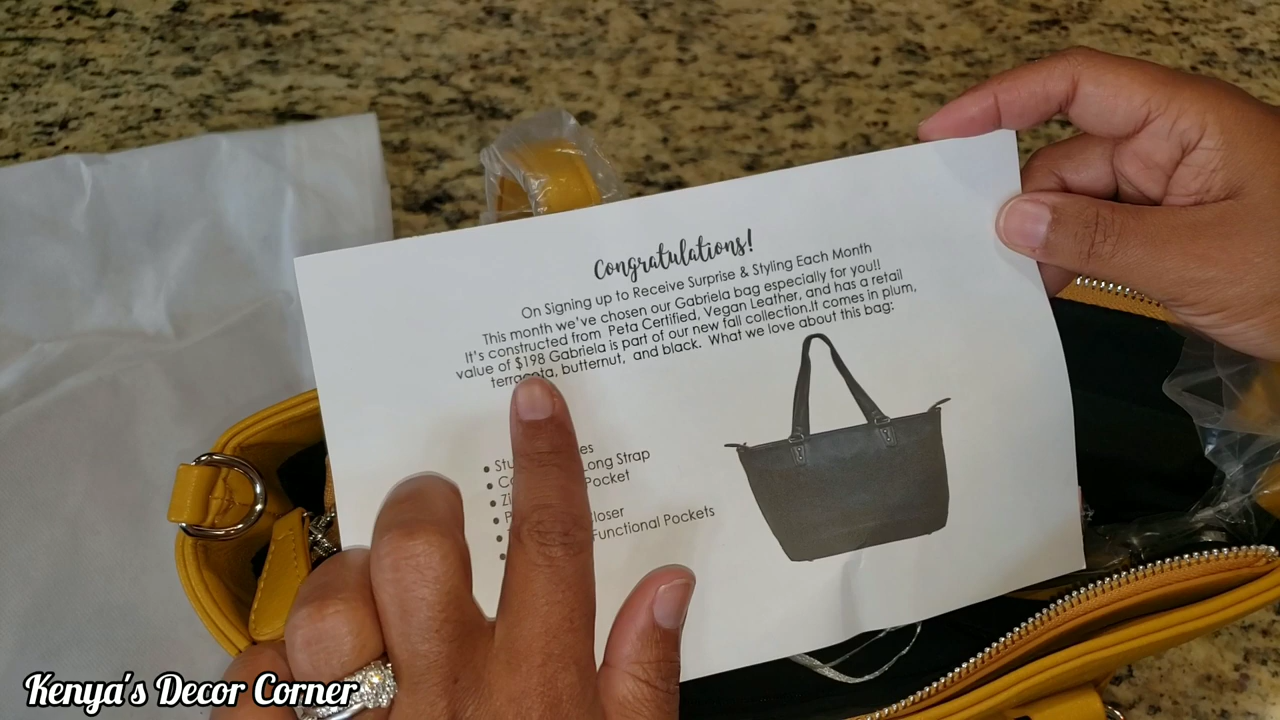 Congratulations!
On Signing up to Receive Surprise & Styling Each Month
This month we've chosen our Gabriela bag especially for you!!
It's constructed from Peta Certified, Vegan Leather, and has a retail
value of $198 Gabriela is part of our new fall collection.It comes in plum,
butternut, and black. What we love about this bag:
Long Strap
Pocket
Functional Pockets
Kenya's Decor Corner